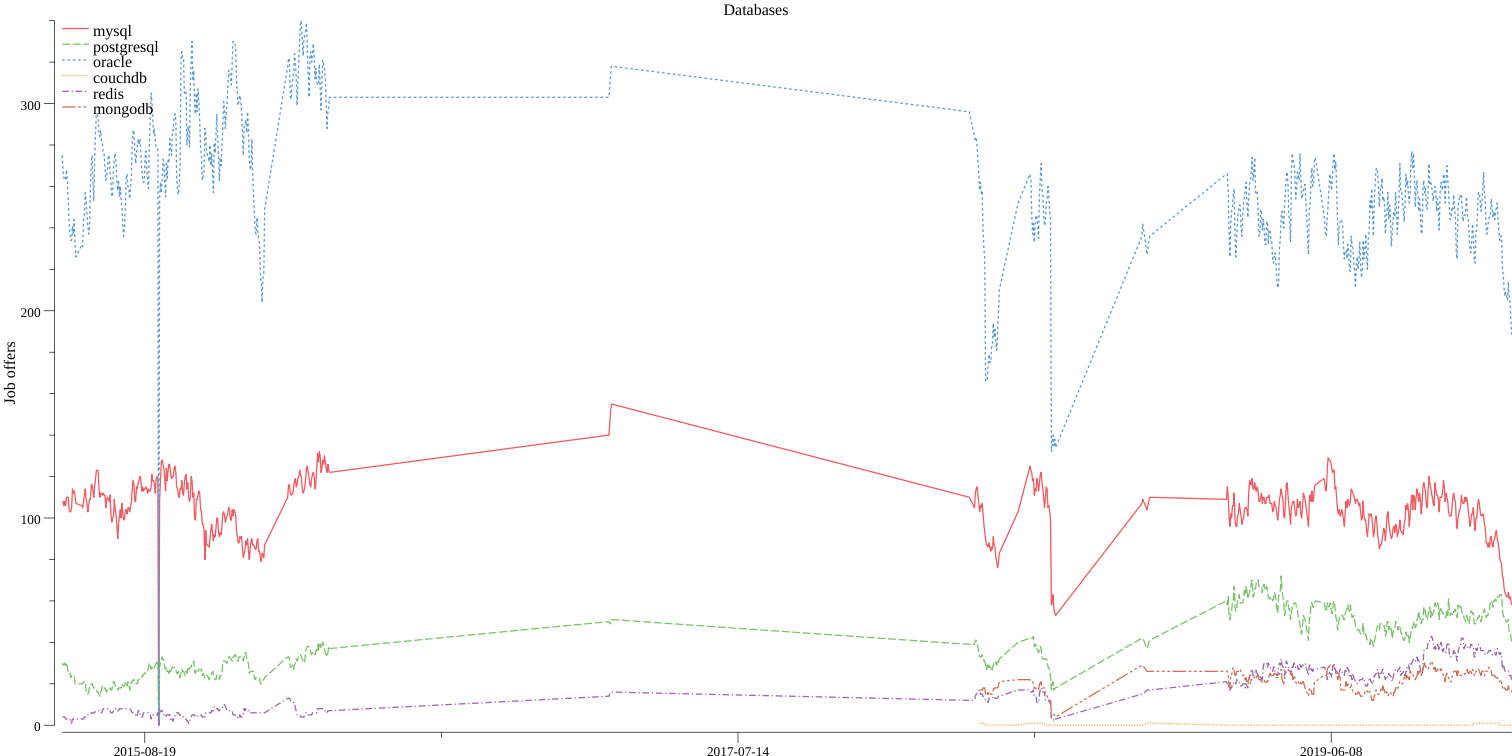 Databases
mysql
postgresql
oracle
couchdb
redis
mongodb
300
200
100
0
Job offers
2015-08-19
2017-07-14
2019-06-08